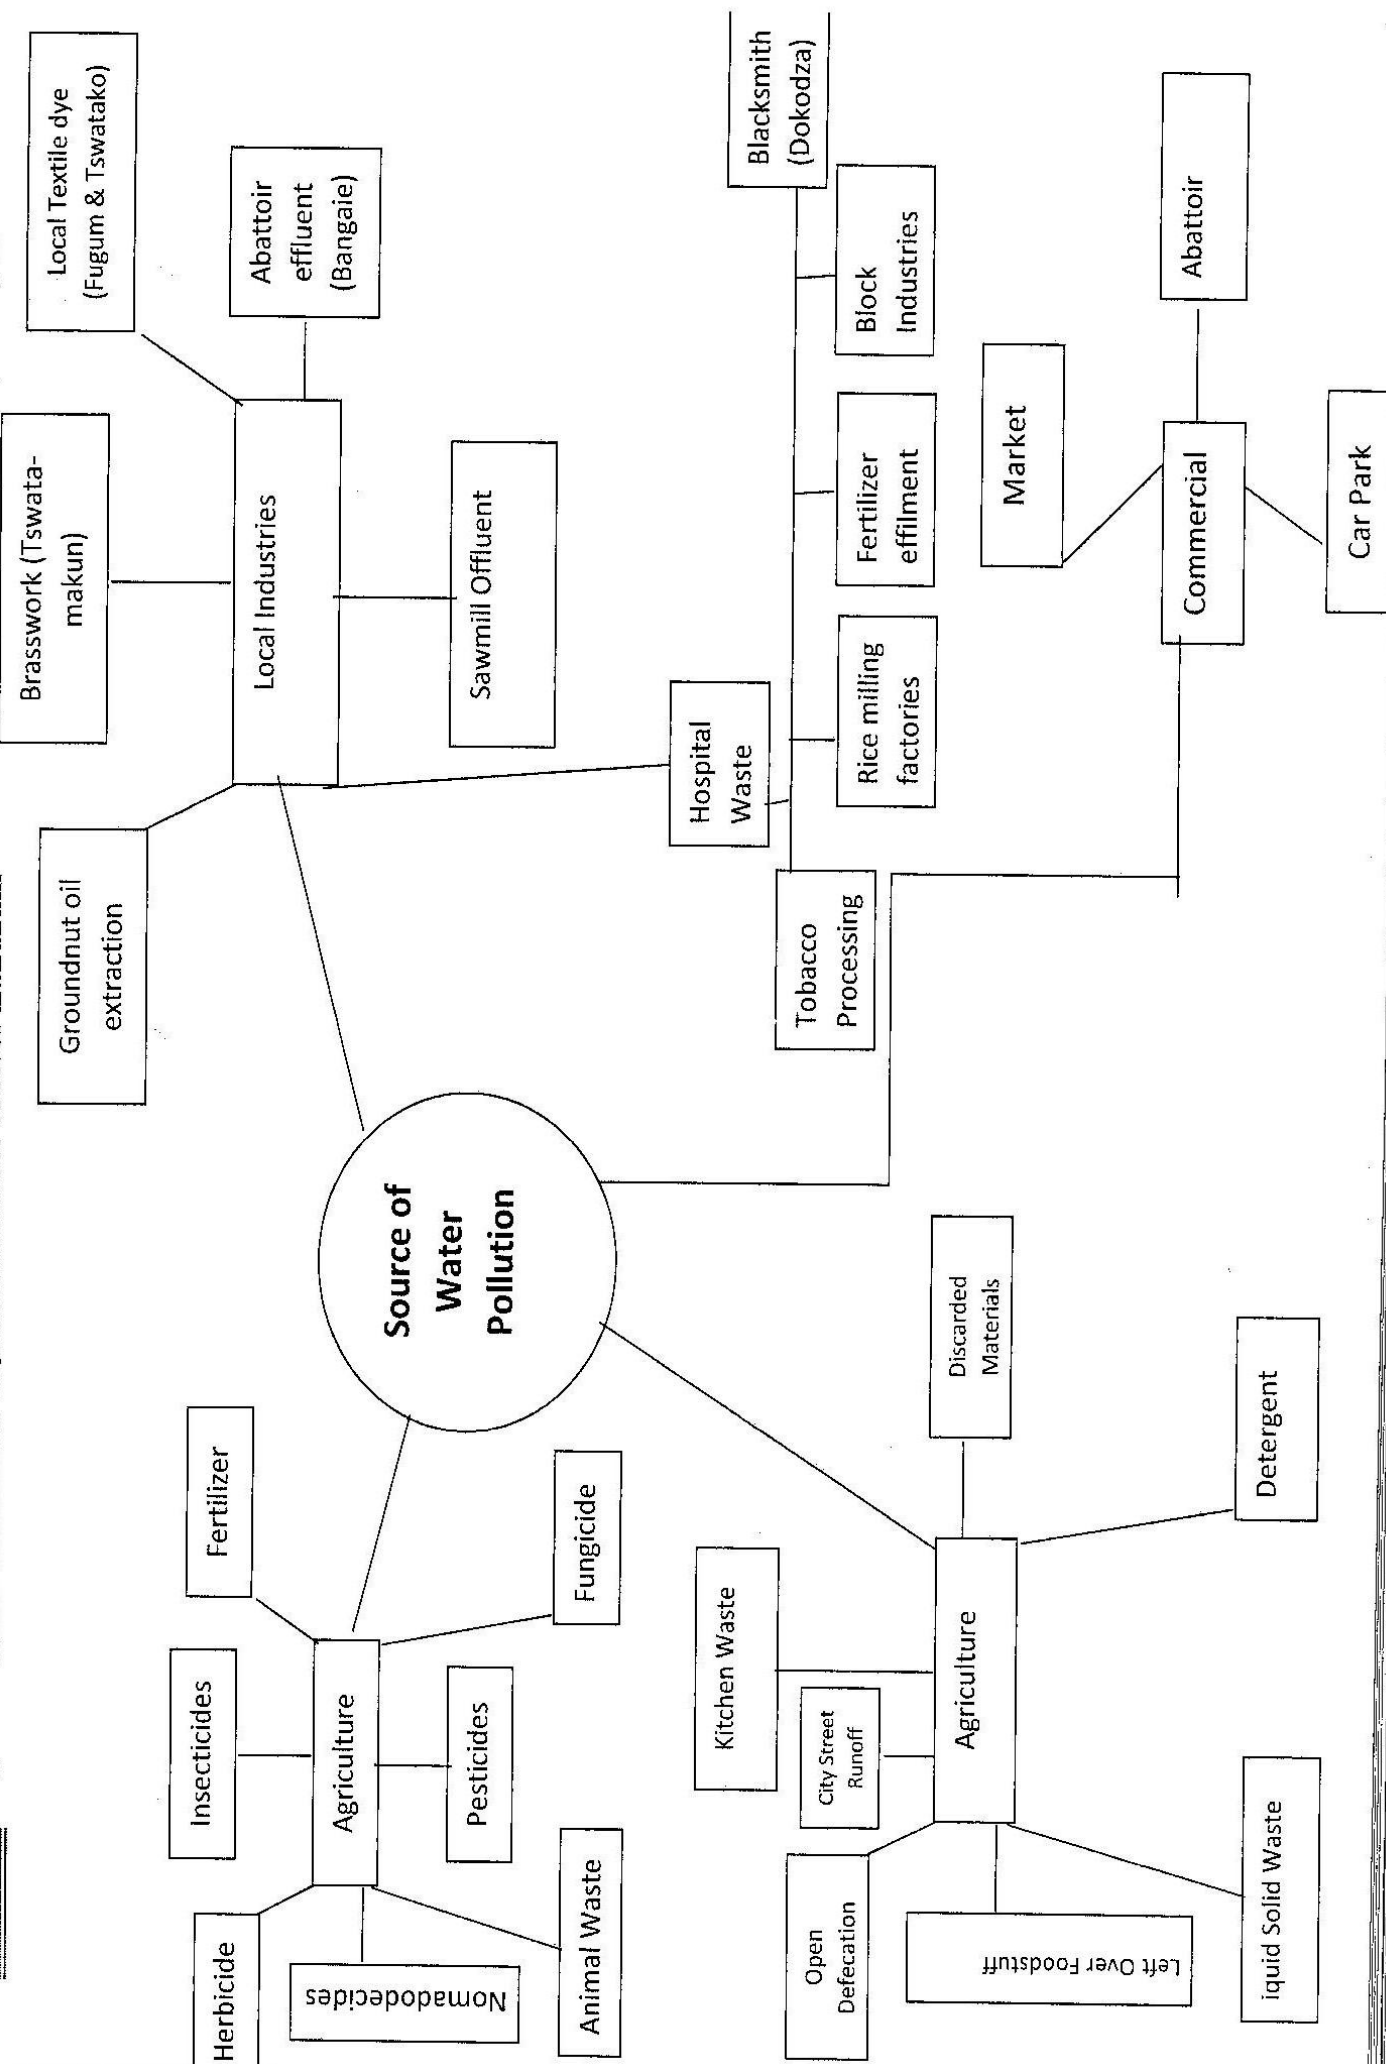 Source of
Water
Pollution
Local Industries
Groundnut oil
extraction
Brasswork (Tswata-
makun)
Local Textile dye
(Fugum & Tswatako)
Abattoir
effluent
(Bangaie)
Sawmill Offluent
Hospital
Waste
Tobacco
Processing
Rice milling
factories
Fertilizer
effilment
Block
Industries
Blacksmith
(Dokodza)
Commercial
Market
Abattoir
Car Park
Agriculture
Fertilizer
Insecticides
Herbicide
Nomadodecides
Animal Waste
Pesticides
Fungicide
Agriculture
Kitchen Waste
City Street
Runoff
Open
Defecation
Left Over Foodstuff
iquid Solid Waste
Detergent
Discarded
Materials